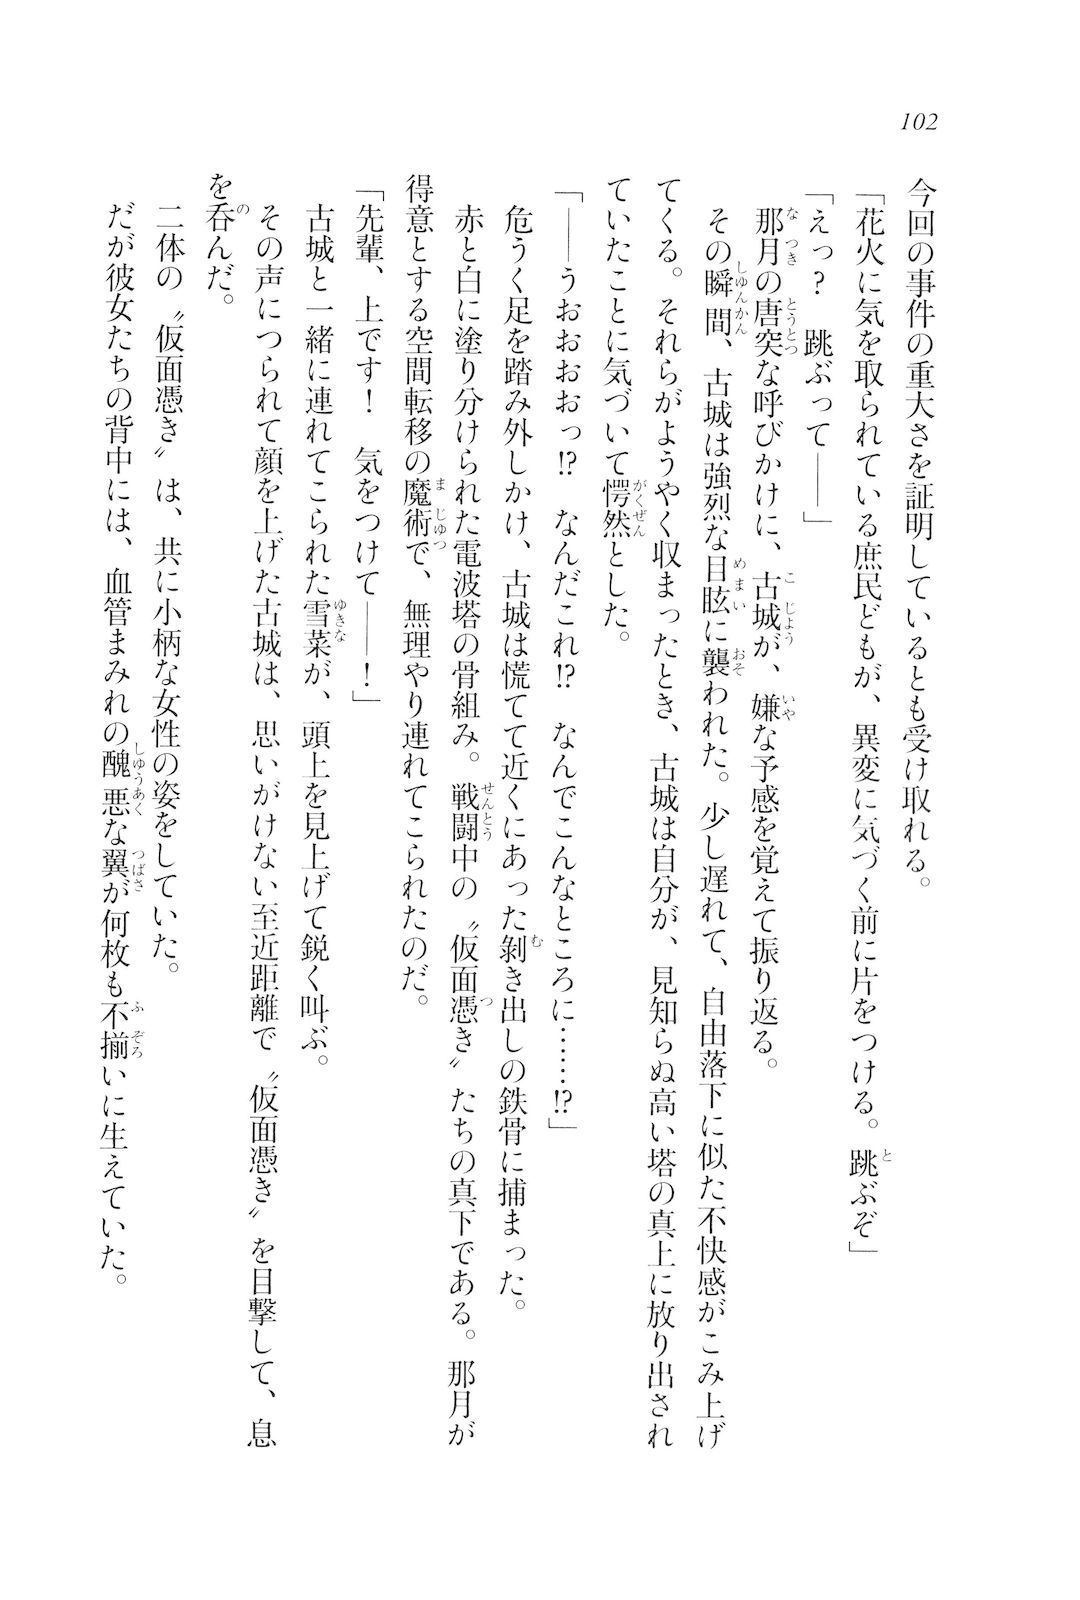 102
今回の事件の重大さを証明しているとも受け取れる。
「花火に気を取られている庶民どもが、異変に気づく前に片をつける。跳ぶぞ」
「えっ？　跳ぶって――」
那月の唐突な呼びかけに、古城が、嫌な予感を覚えて振り返る。
その瞬間、古城は強烈な目眩に襲われた。少し遅れて、自由落下に似た不快感がこみ上げ
てくる。それらがようやく収まったとき、古城は自分が、見知らぬ高い塔の真上に放り出され
ていたことに気づいて愕然とした。
「――うおおおおっ!?　なんだこれ!?　なんでこんなところに……!?」
危うく足を踏み外しかけ、古城は慌てて近くにあった剝き出しの鉄骨に捕まった。
赤と白に塗り分けられた電波塔の骨組み。戦闘中の〝仮面憑き〟たちの真下である。那月が
得意とする空間転移の魔術で、無理やり連れてこられたのだ。
「先輩、上です！　気をつけて――！」
古城と一緒に連れてこられた雪菜が、頭上を見上げて鋭く叫ぶ。
その声につられて顔を上げた古城は、思いがけない至近距離で〝仮面憑き〟を目撃して、息
を呑んだ。
二体の〝仮面憑き〟は、共に小柄な女性の姿をしていた。
だが彼女たちの背中には、血管まみれの醜悪な翼が何枚も不揃いに生えていた。